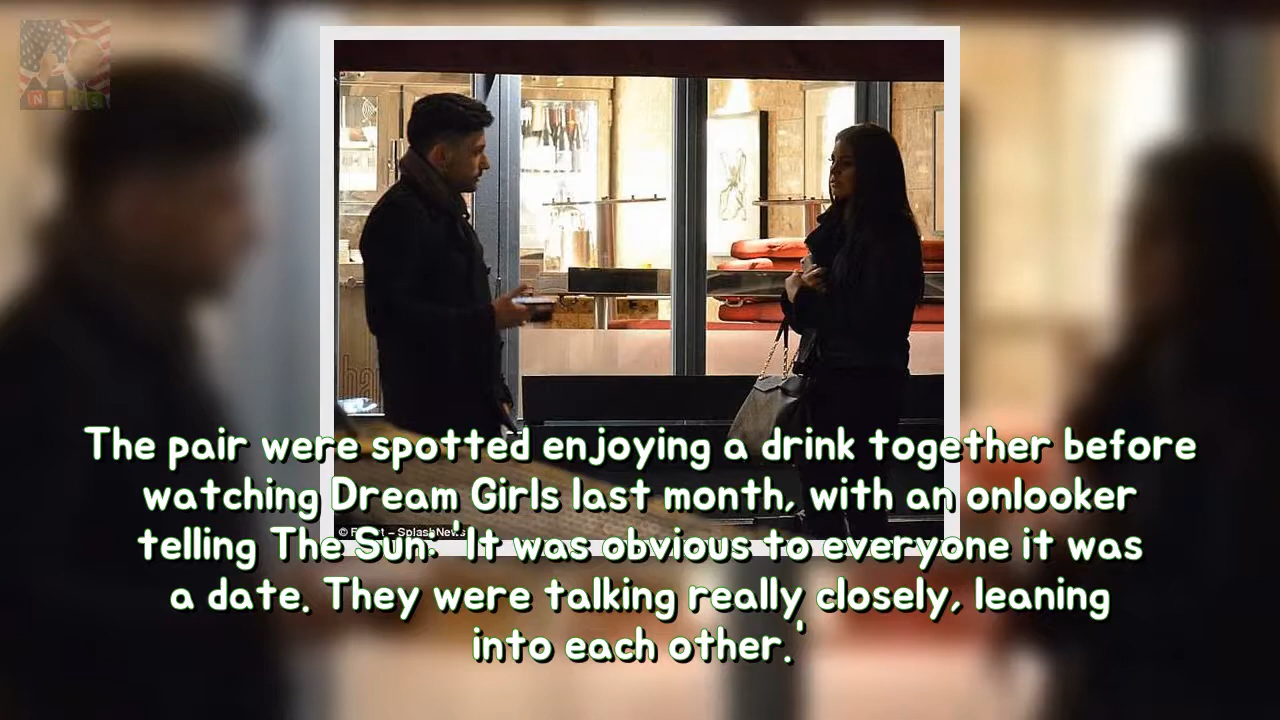 The pair were spotted enjoying a drink together before
watching Dream Girls last month, with an onlooker
telling The Sun: 'It was obvious to everyone it was
a date. They were talking really closely, leaning
into each other.'